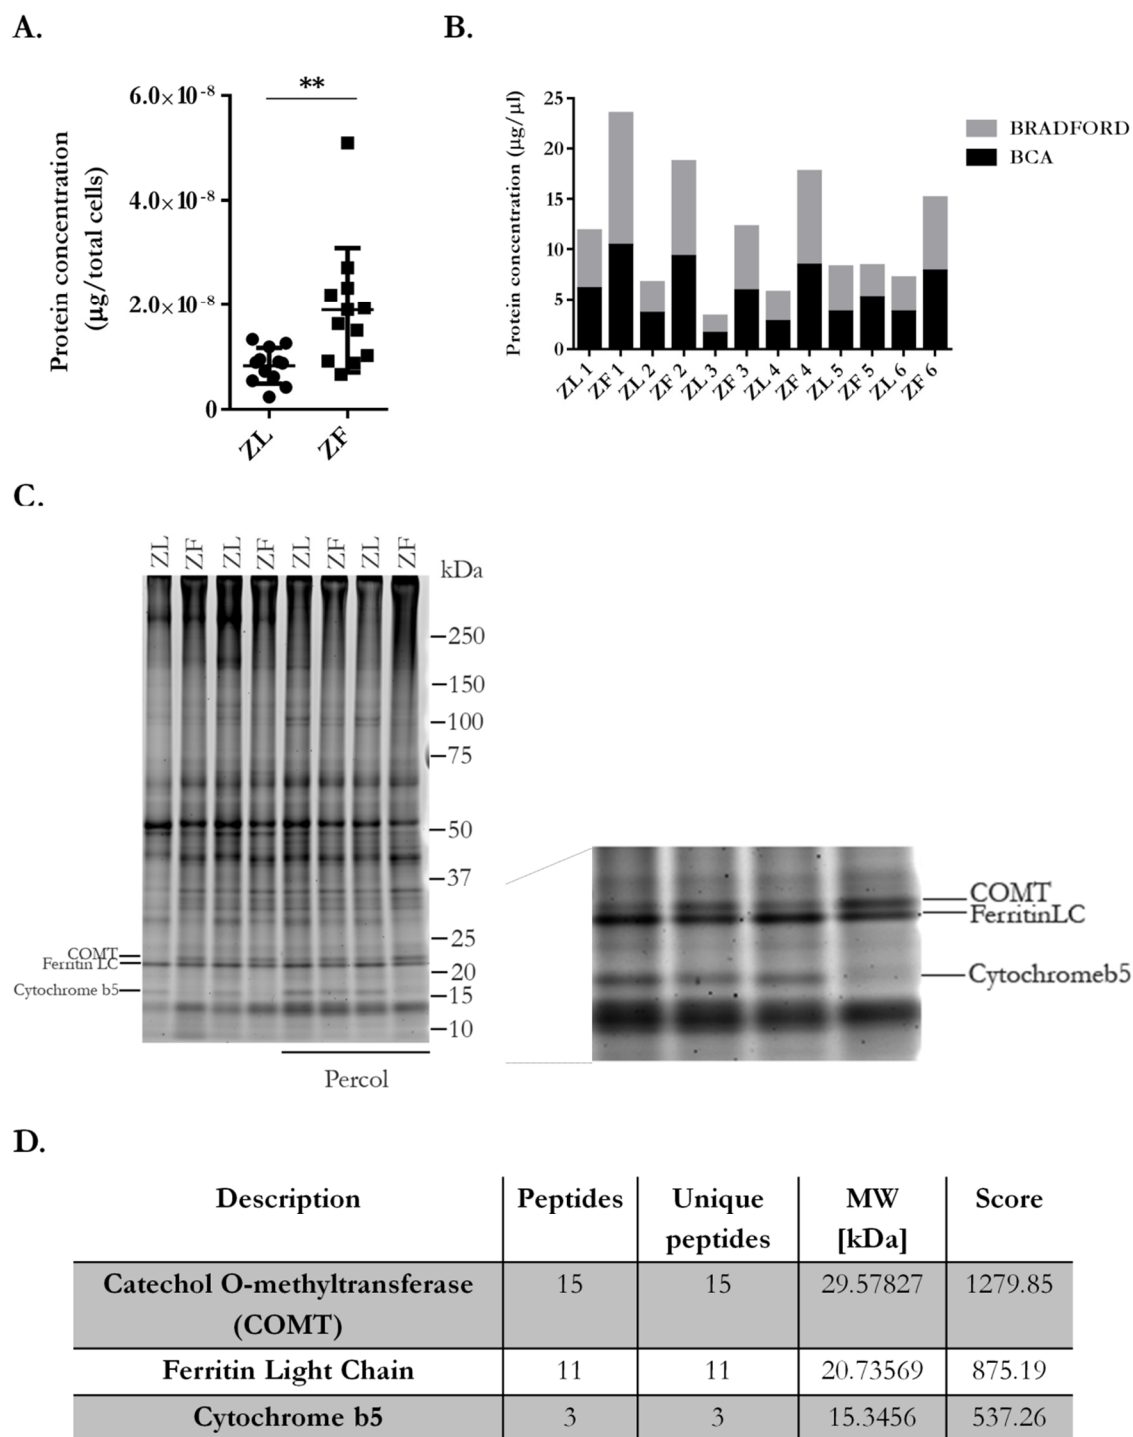 A.
B.
**
6.0×10⁻⁸
4.0×10⁻⁸
2.0×10⁻⁸
0
Protein concentration
(µg/total cells)
ZL
ZF
Protein concentration (µg/µl)
25
20
15
10
5
0
ZL 1
ZF 1
ZL 2
ZF 2
ZL 3
ZF 3
ZL 4
ZF 4
ZL 5
ZF 5
ZL 6
ZF 6
BRADFORD
BCA
C.
ZL ZF ZL ZF ZL ZF ZL ZF
kDa
250
150
100
75
50
37
25
20
15
10
COMT
Ferritin LC
Cytochrome b5
Percol
COMT
FerritinLC
Cytochromeb5
D.
Description Peptides Unique peptides MW [kDa] Score
Catechol O-methyltransferase (COMT) 15 15 29.57827 1279.85
Ferritin Light Chain 11 11 20.73569 875.19
Cytochrome b5 3 3 15.3456 537.26